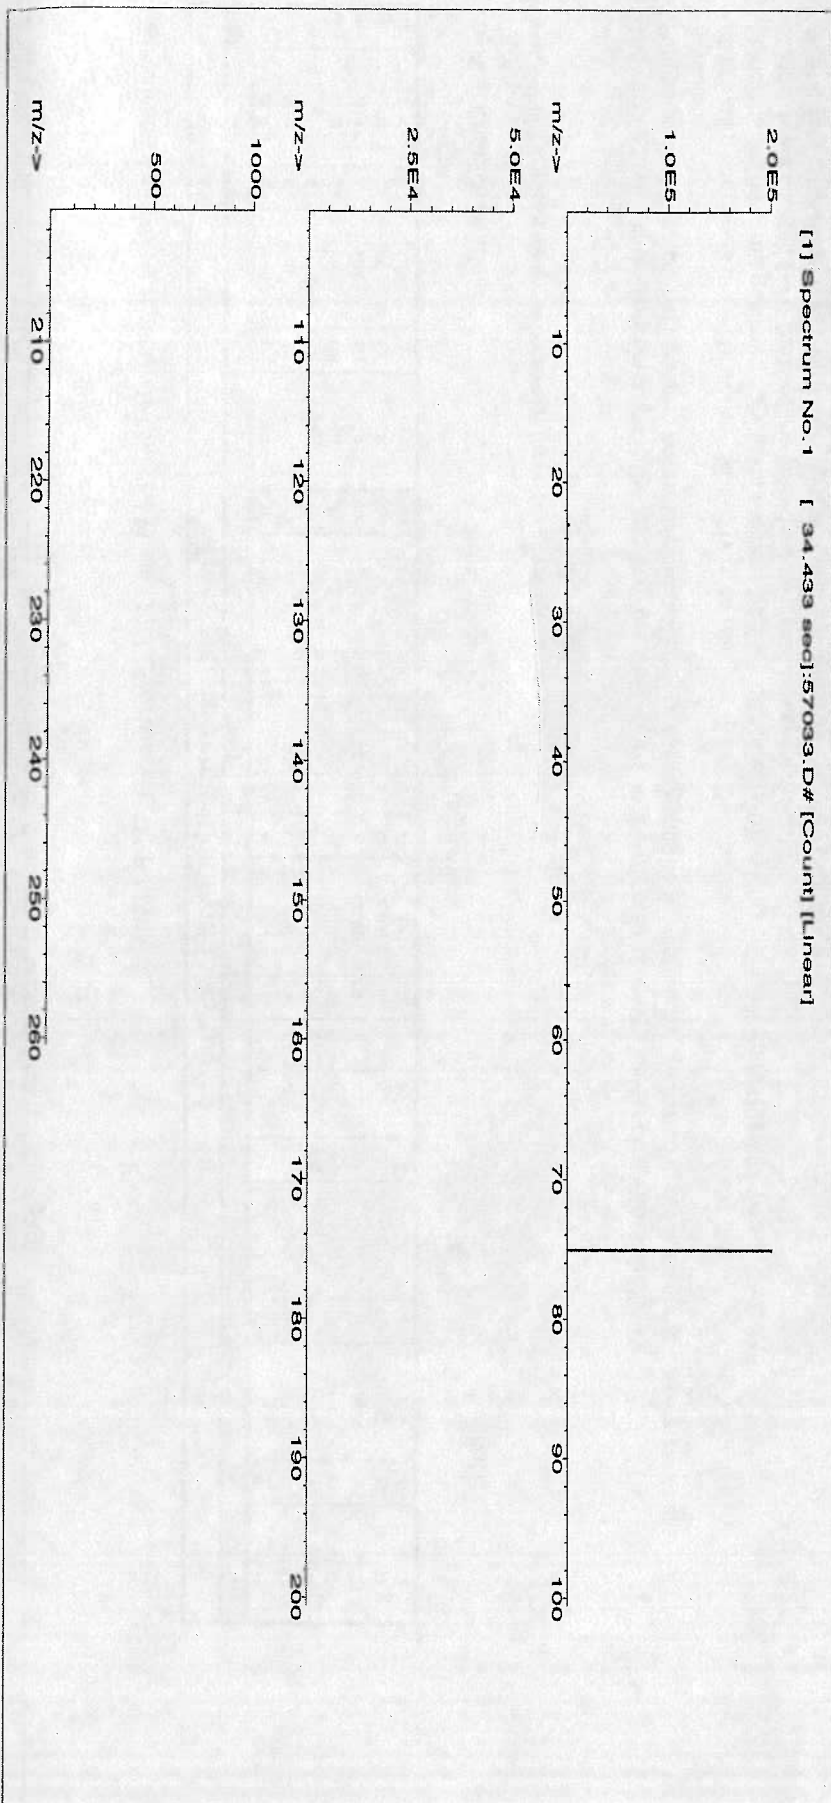 [1] Spectrum No.1 [ 34.433 sec]:57033.D# [Count] [Linear]
2.0E5
1.0E5
m/z-> 10 20 30 40 50 60 70 80 90 100
5.0E4
2.5E4
m/z-> 110 120 130 140 150 160 170 180 190 200
1000
500
m/z-> 210 220 230 240 250 260